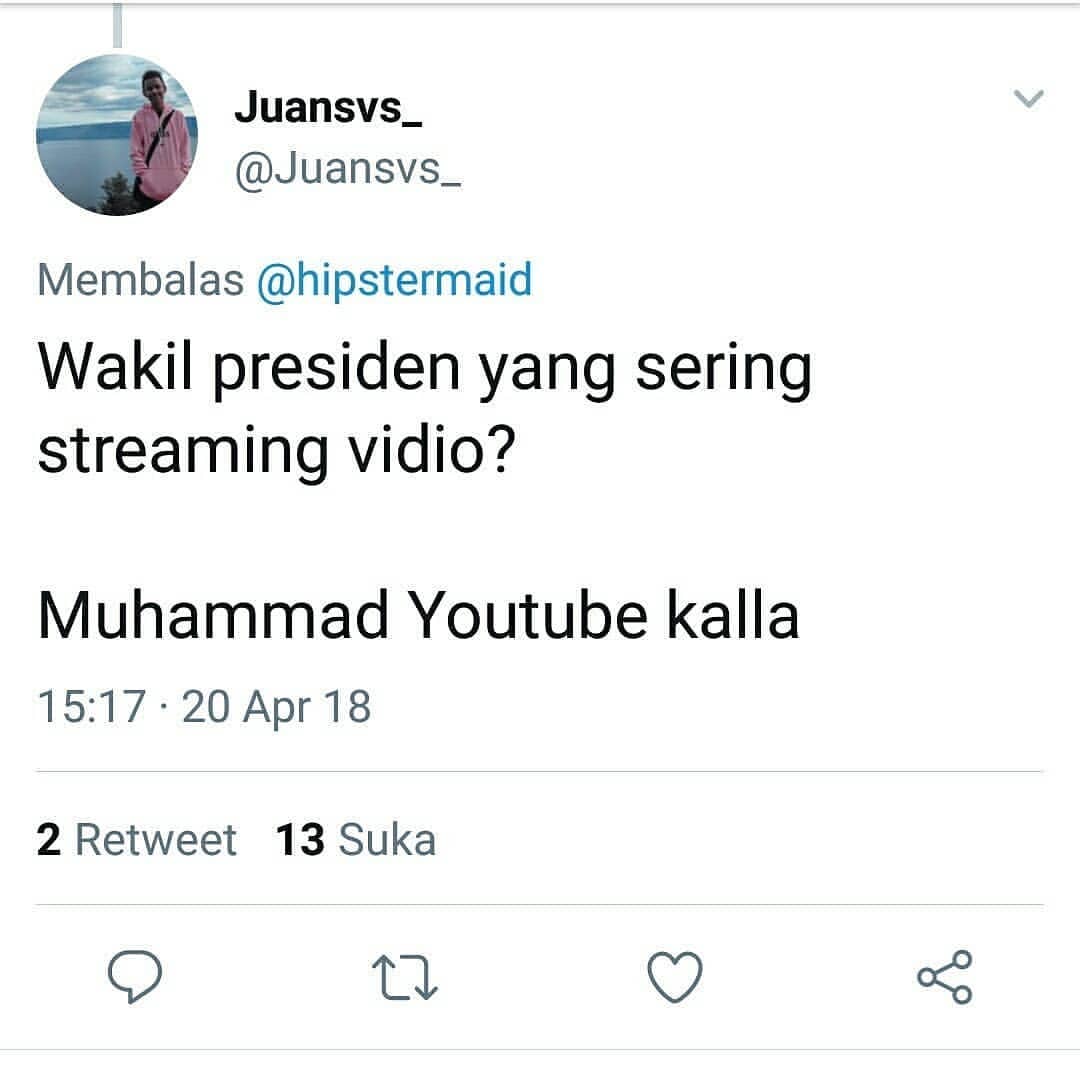 Juansvs_
@Juansvs_
Membalas @hipstermaid
Wakil presiden yang sering
streaming vidio?
Muhammad Youtube kalla
15:17 · 20 Apr 18
2 Retweet 13 Suka